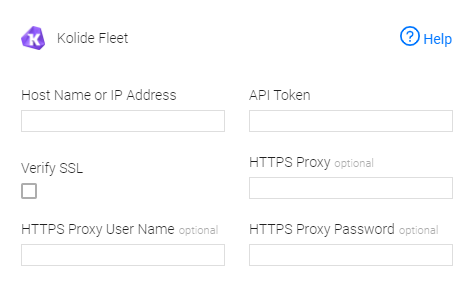 Kolide Fleet
Help
Host Name or IP Address
API Token
Verify SSL
HTTPS Proxy optional
HTTPS Proxy User Name optional
HTTPS Proxy Password optional